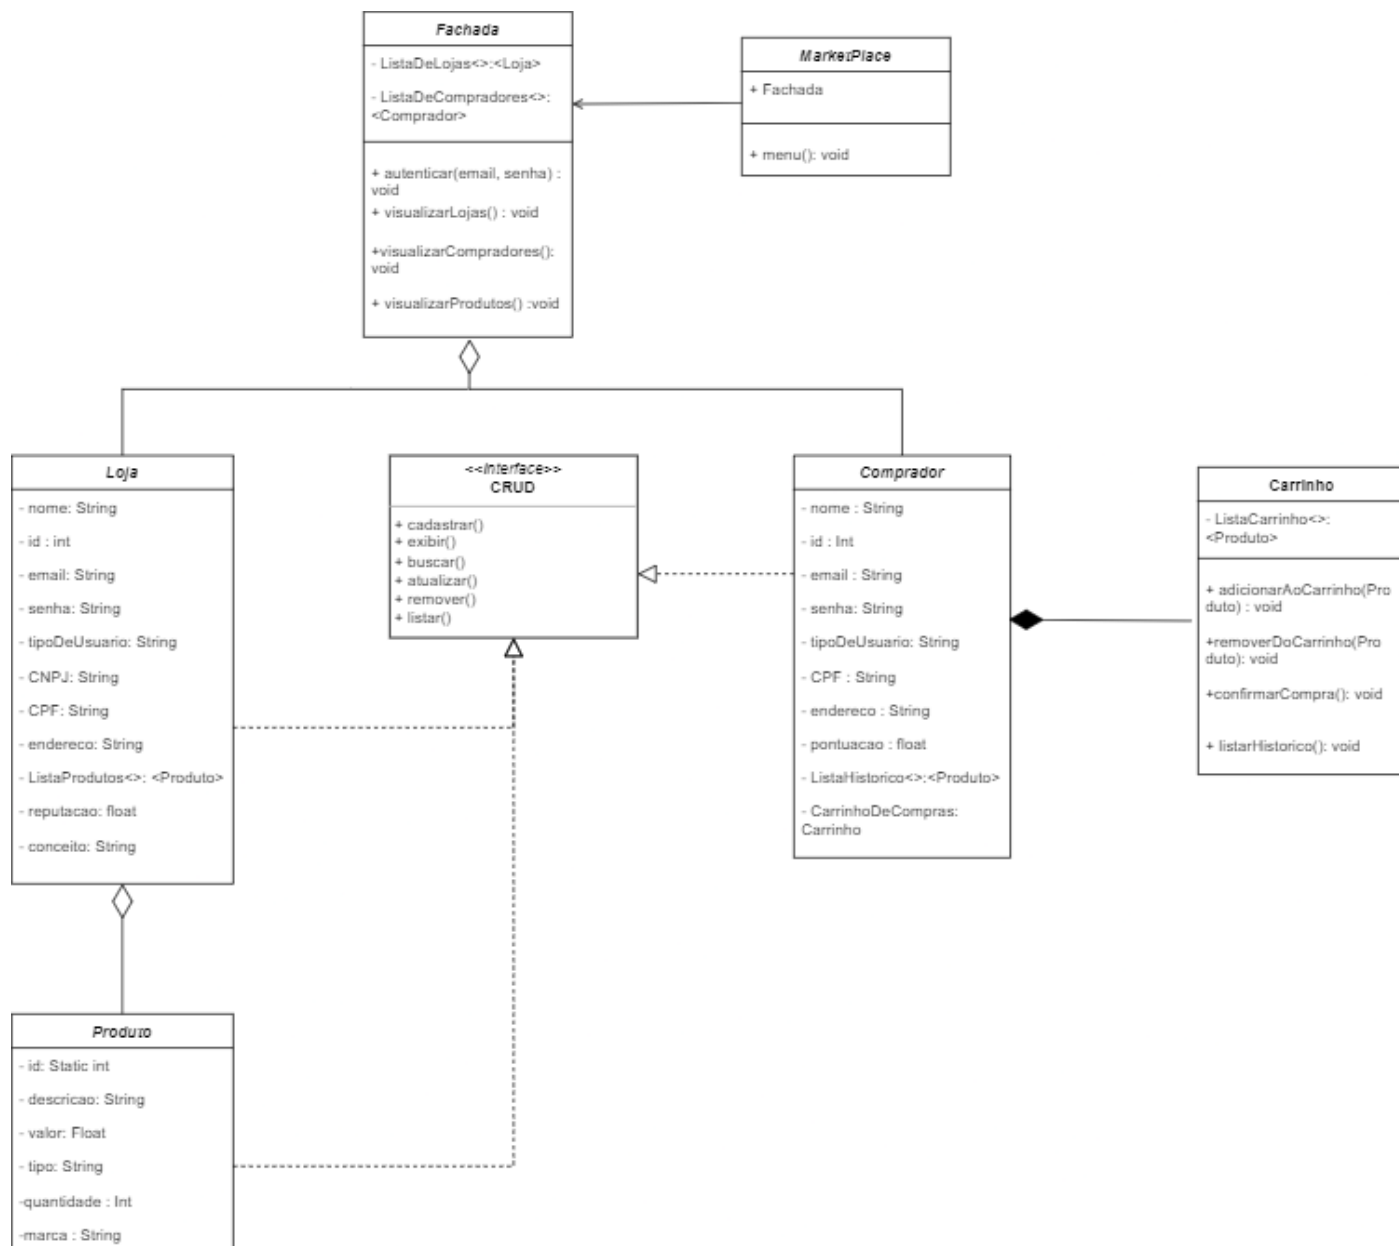 Fachada
- ListaDeLojas<>:<Loja>
- ListaDeCompradores<>:
<Comprador>
+ autenticar(email, senha) :
void
+ visualizarLojas() : void
+visualizarCompradores():
void
+ visualizarProdutos() :void
MarketPlace
+ Fachada
+ menu(): void
Loja
- nome: String
- id : int
- email: String
- senha: String
- tipoDeUsuario: String
- CNPJ: String
- CPF: String
- endereco: String
- ListaProdutos<>: <Produto>
- reputacao: float
- conceito: String
<<Interface>>
CRUD
+ cadastrar()
+ exibir()
+ buscar()
+ atualizar()
+ remover()
+ listar()
Comprador
- nome : String
- id : Int
- email : String
- senha: String
- tipoDeUsuario: String
- CPF : String
- endereco : String
- pontuacao : float
- ListaHistorico<>:<Produto>
- CarrinhoDeCompras:
Carrinho
Carrinho
- ListaCarrinho<>:
<Produto>
+ adicionarAoCarrinho(Pro
duto) : void
+removerDoCarrinho(Pro
duto): void
+confirmarCompra(): void
+ listarHistorico(): void
Produto
- id: Static int
- descricao: String
- valor: Float
- tipo: String
-quantidade : Int
-marca : String